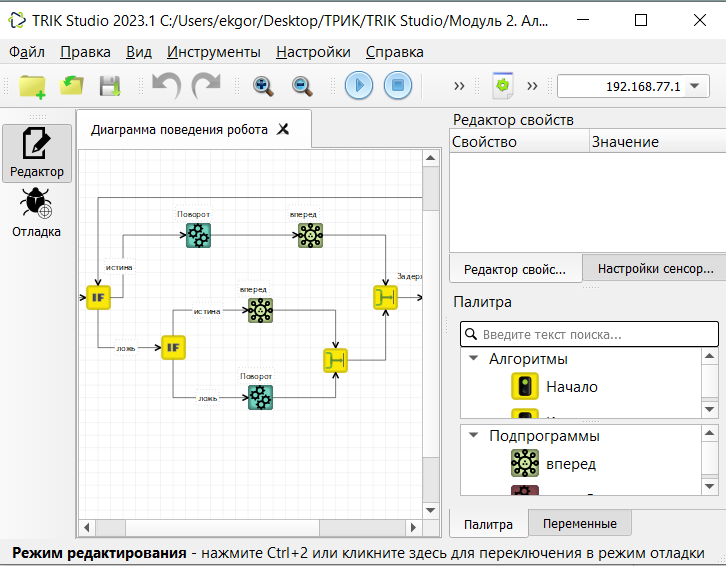 TRIK Studio 2023.1 C:/Users/ekgor/Desktop/ТРИК/TRIK Studio/Модуль 2. Ал...
Файл Правка Вид Инструменты Настройки Справка
192.168.77.1
Редактор
Отладка
Диаграмма поведения робота
Поворот
вперед
истина
IF
Задерж
вперед
истина
ложь
IF
Поворот
ложь
Редактор свойств
Свойство Значение
Редактор свойс... Настройки сенсор...
Палитра
Введите текст поиска...
Алгоритмы
Начало
Подпрограммы
вперед
Палитра Переменные
Режим редактирования - нажмите Ctrl+2 или кликните здесь для переключения в режим отладки